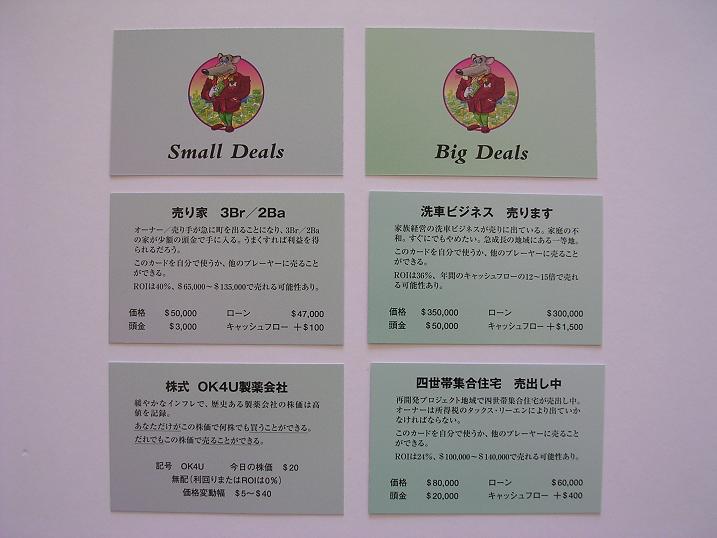 Small Deals
Big Deals
売り家 3Br／2Ba
オーナー／売り手が急に町を出ることになり、3Br/2Ba
の家が少額の頭金で手に入る。うまくすれば利益を得
られるだろう。
このカードを自分で使うか、他のプレーヤーに売ること
ができる。
ROIは40%、$65,000〜$135,000で売れる可能性あり。
価格 $50,000 ローン $47,000
頭金 $3,000 キャッシュフロー ＋$100
洗車ビジネス 売ります
家族経営の洗車ビジネスが売りに出ている。家庭の不
和。すぐにでもやめたい。急成長の地域にある一等地。
このカードを自分で使うか、他のプレーヤーに売ること
ができる。
ROIは36%、年間のキャッシュフローの12〜15倍で売れ
る可能性あり。
価格 $350,000 ローン $300,000
頭金 $50,000 キャッシュフロー ＋$1,500
株式 OK4U製薬会社
緩やかなインフレで、歴史ある製薬会社の株価は高
値を記録。
あなただけがこの株価で何株でも買うことができる。
だれでもこの株価で売ることができる。
記号 OK4U 今日の株価 $20
無配（利回りまたはROIは0%）
価格変動幅 $5〜$40
四世帯集合住宅 売出し中
再開発プロジェクト地域で四世帯集合住宅が売出し中。
オーナーは所得税のタックス・リーエンにより出ていか
なければならない。
このカードを自分で使うか、他のプレーヤーに売ること
ができる。
ROIは24%、$100,000〜$140,000で売れる可能性あり。
価格 $80,000 ローン $60,000
頭金 $20,000 キャッシュフロー ＋$400